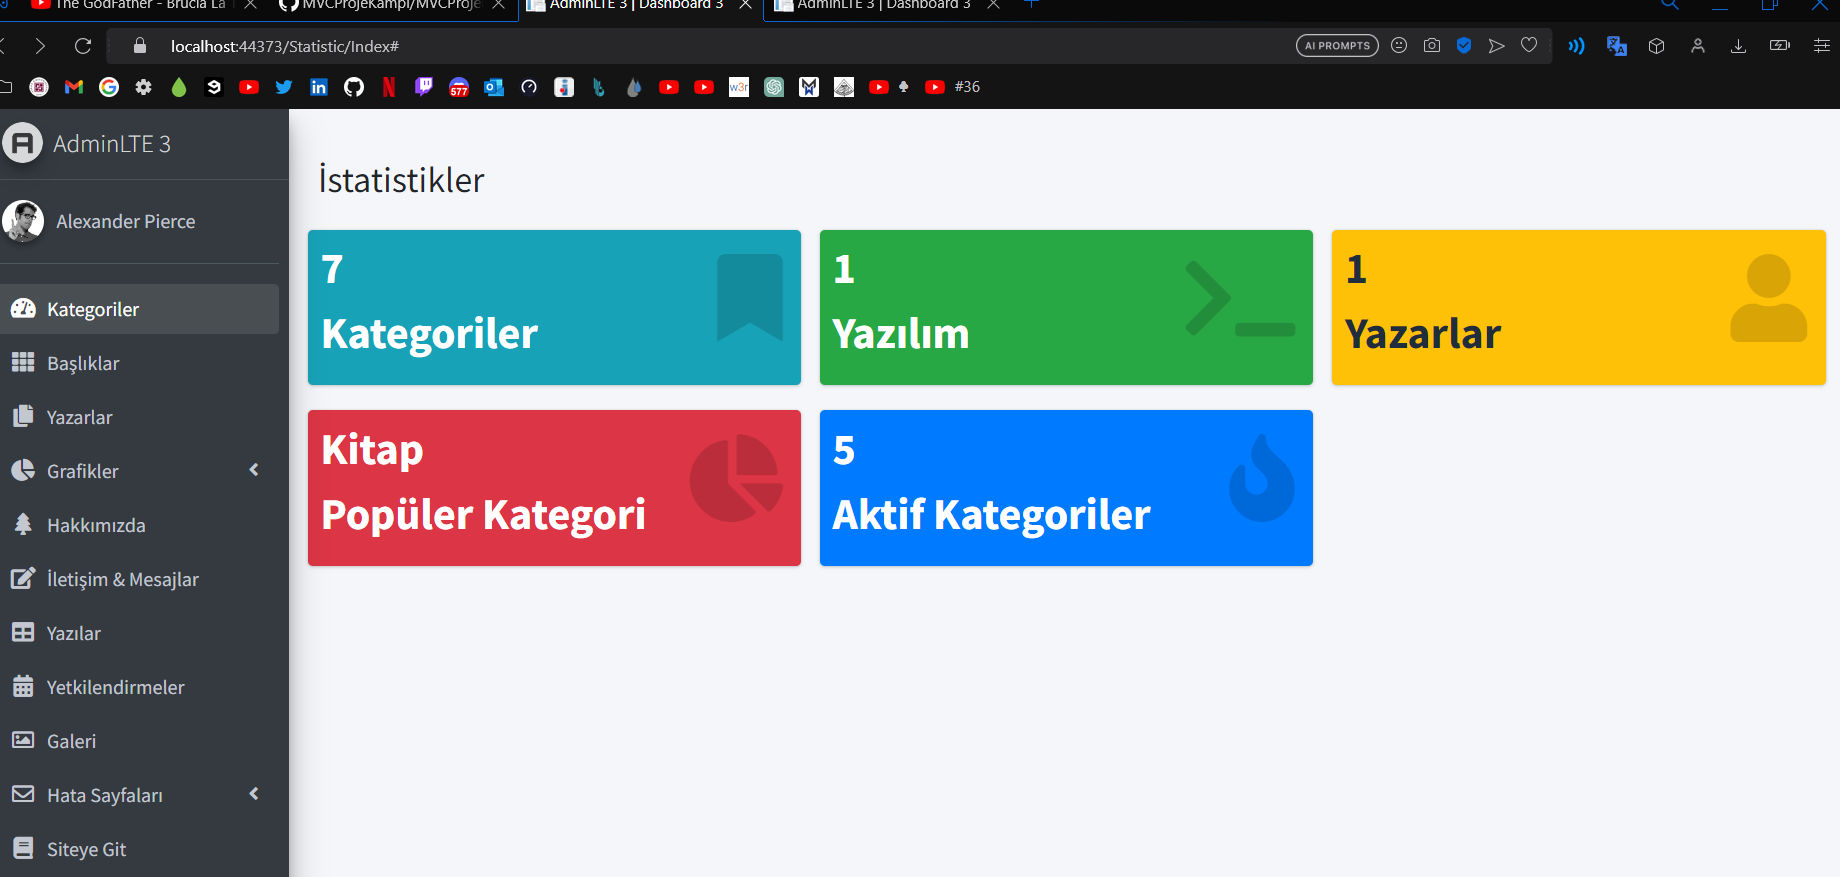 The GodFather - Brucia La
MVCProjeKampi/MVCProje
AdminLTE 3 | Dashboard 3
AdminLTE 3 | Dashboard 3
localhost:44373/Statistic/Index#
AI PROMPTS
577
w3r
#36
AdminLTE 3
Alexander Pierce
Kategoriler
Başlıklar
Yazarlar
Grafikler
Hakkımızda
İletişim & Mesajlar
Yazılar
Yetkilendirmeler
Galeri
Hata Sayfaları
Siteye Git
İstatistikler
7
Kategoriler
1
Yazılım
1
Yazarlar
Kitap
Popüler Kategori
5
Aktif Kategoriler